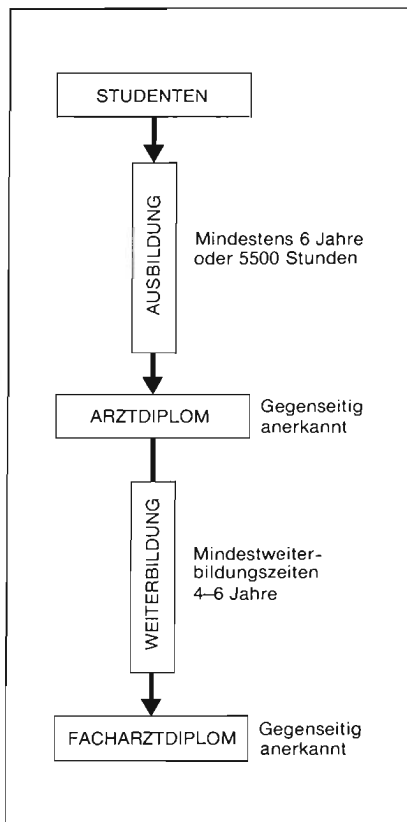 STUDENTEN
AUSBILDUNG
Mindestens 6 Jahre
oder 5500 Stunden
ARZTDIPLOM
Gegenseitig
anerkannt
WEITERBILDUNG
Mindestweiter-
bildungszeiten
4–6 Jahre
FACHARZTDIPLOM
Gegenseitig
anerkannt